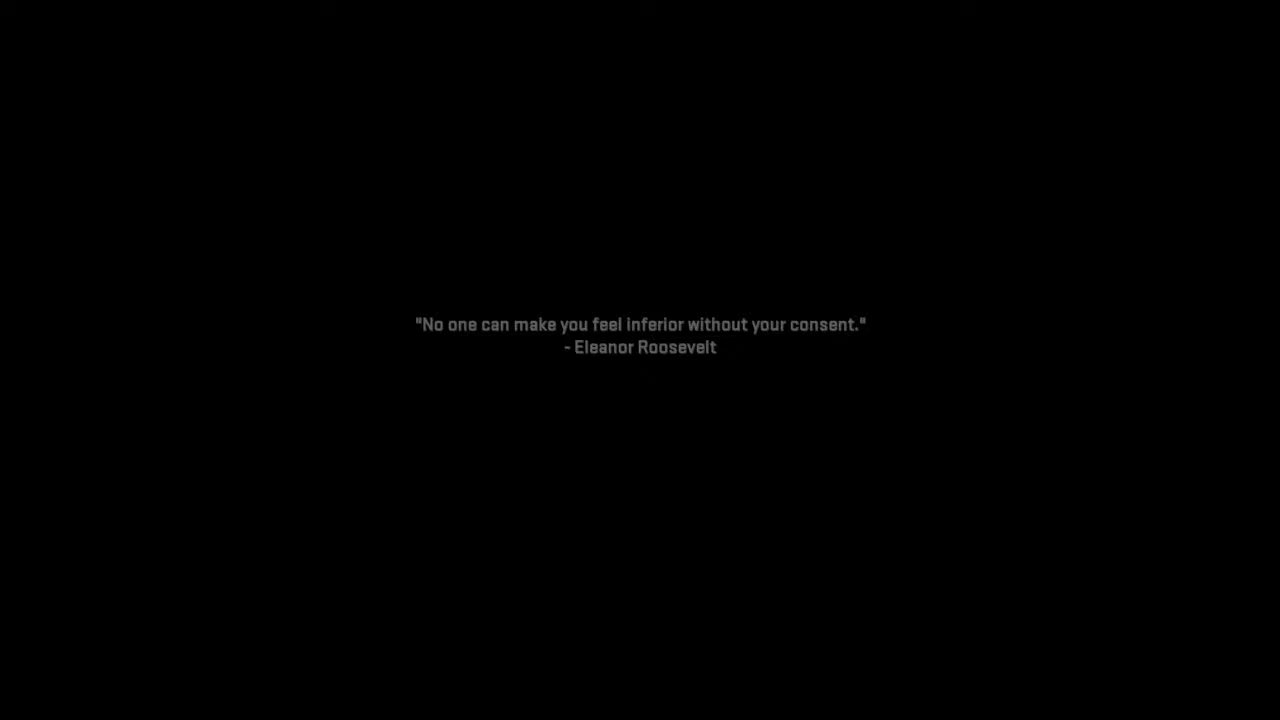 "No one can make you feel inferior without your consent."
- Eleanor Roosevelt